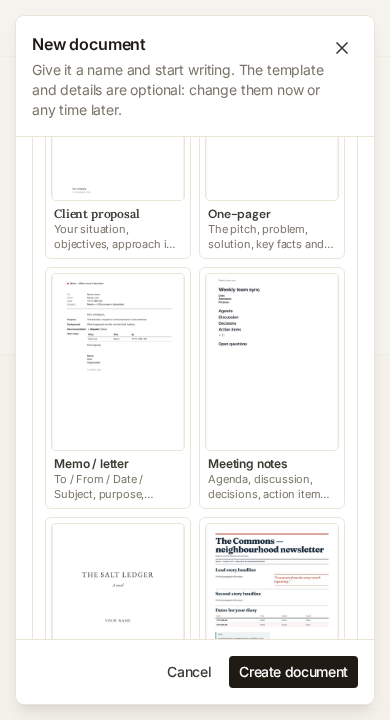 New document
Give it a name and start writing. The template
and details are optional: change them now or
any time later.
Client proposal
Your situation,
objectives, approach i…
One-pager
The pitch, problem,
solution, key facts and…
Weekly team sync
Agenda
Discussion
Decisions
Action items
Open questions
Memo / letter
To / From / Date /
Subject, purpose,…
Meeting notes
Agenda, discussion,
decisions, action item…
THE SALT LEDGER
A novel
YOUR NAME
The Commons —
neighbourhood newsletter
Lead story headline
Second story headline
Dates for your diary
Cancel
Create document